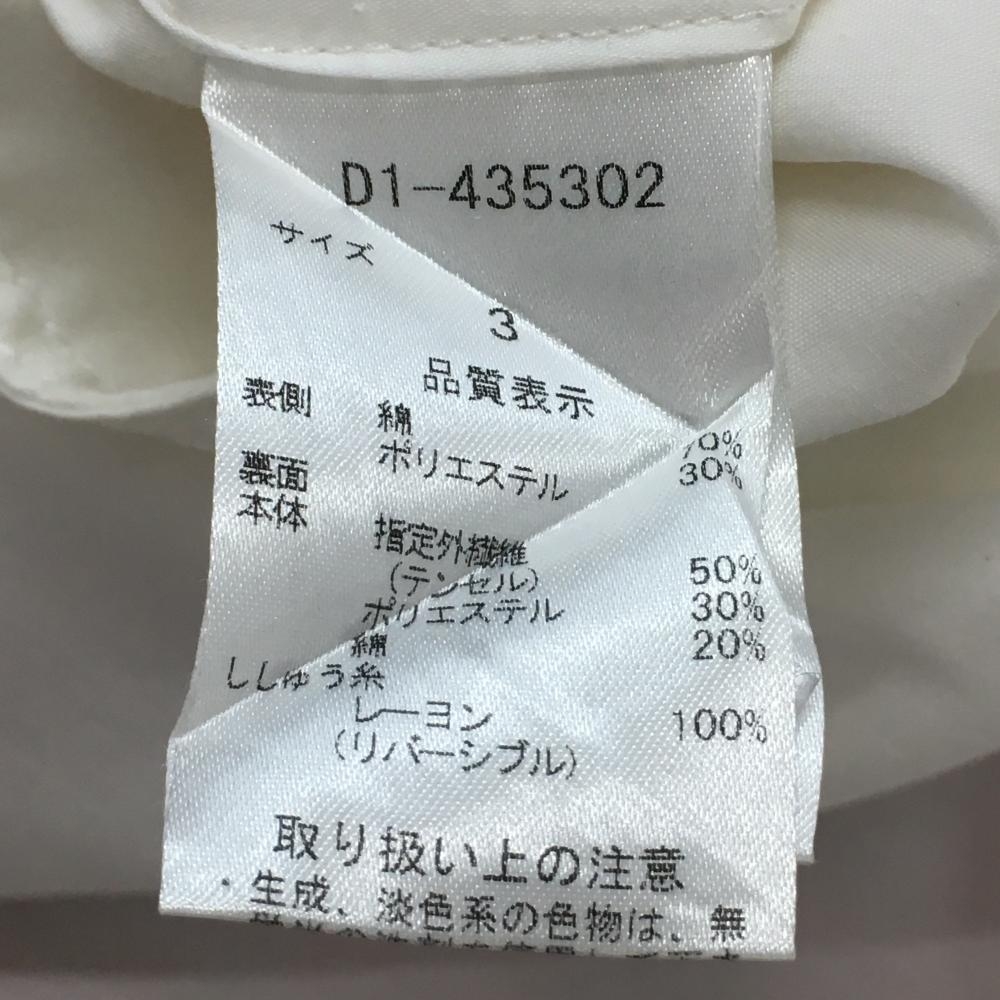 D1-435302
サイズ
3
品質表示
表側
綿 70%
ポリエステル 30%
裏面
本体
指定外繊維
(テンセル) 50%
ポリエステル 30%
綿 20%
ししゅう糸
レーヨン 100%
(リバーシブル)
取り扱い上の注意
・生成、淡色系の色物は、無